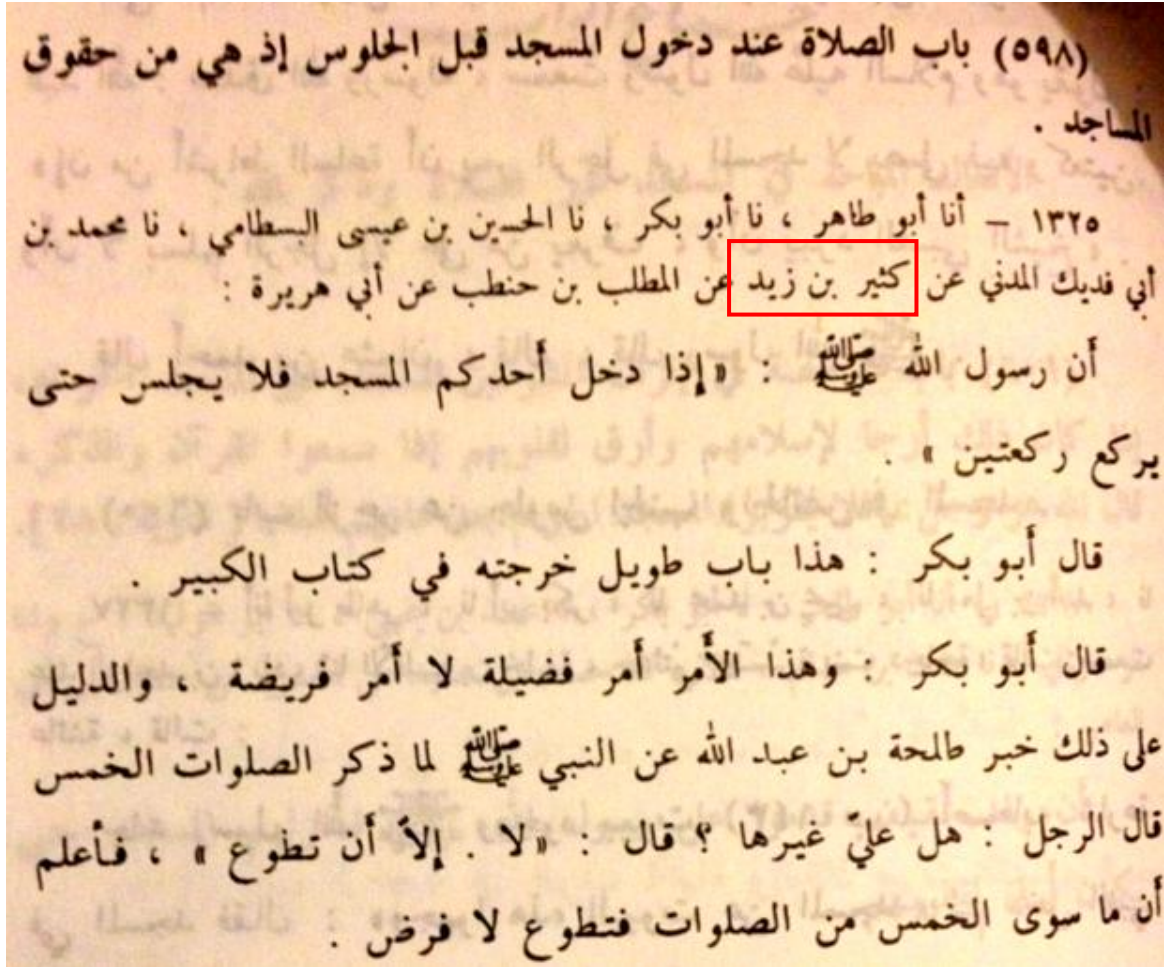 (٥٩٨) باب الصلاة عند دخول المسجد قبل الجلوس إذ هي من حقوق
المساجد .
١٣٢٥ – أنا أبو طاهر ، نا أبو بكر ، نا الحسين بن عيسى البسطامي ، نا محمد بن
أبي فديك المدني عن كثير بن زيد عن المطلب بن حنطب عن أبي هريرة :
أن رسول الله ﷺ : «إذا دخل أحدكم المسجد فلا يجلس حتى
يركع ركعتين » .
قال أبو بكر : هذا باب طويل خرجته في كتاب الكبير .
قال أبو بكر : وهذا الأمر أمر فضيلة لا أمر فريضة ، والدليل
على ذلك خبر طلحة بن عبد الله عن النبي ﷺ لما ذكر الصلوات الخمس
قال الرجل : هل عليّ غيرها ؟ قال : «لا . إلاّ أن تطوع » ، فأعلم
أن ما سوى الخمس من الصلوات فتطوع لا فرض .